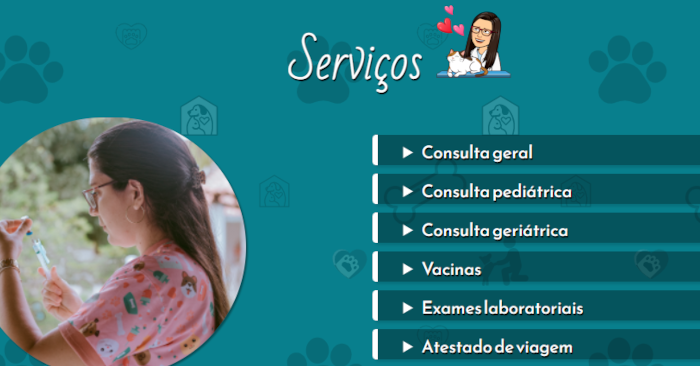 Serviços
Consulta geral
Consulta pediátrica
Consulta geriátrica
Vacinas
Exames laboratoriais
Atestado de viagem